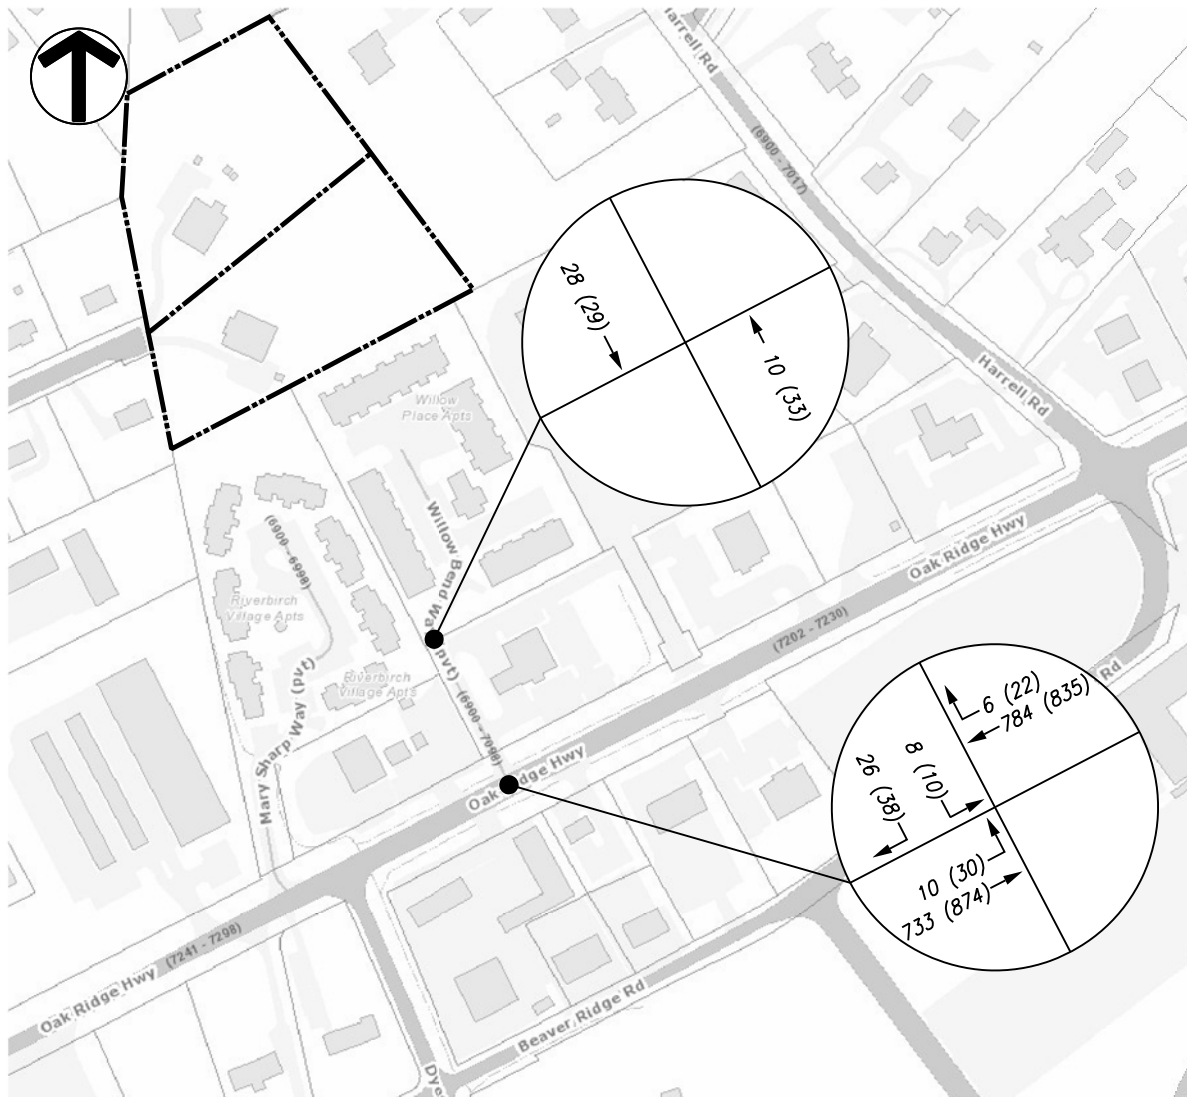 Harrell Rd
(6900 - 7017)
28 (29)
10 (33)
Harrell Rd
Willow
Place Apts
Willow Bend Wa
(pvt)
(6900 - 7098)
(6900 - 6998)
Oak Ridge Hwy
(7202 - 7230)
Riverbirch
Village Apts
Riverbirch
Village Apts
Mary Sharp Way (pvt)
Rd
6 (22)
784 (835)
8 (10)
26 (38)
10 (30)
733 (874)
Oak Ridge Hwy
(7241 - 7298)
Oak Ridge Hwy
Beaver Ridge Rd
Dye